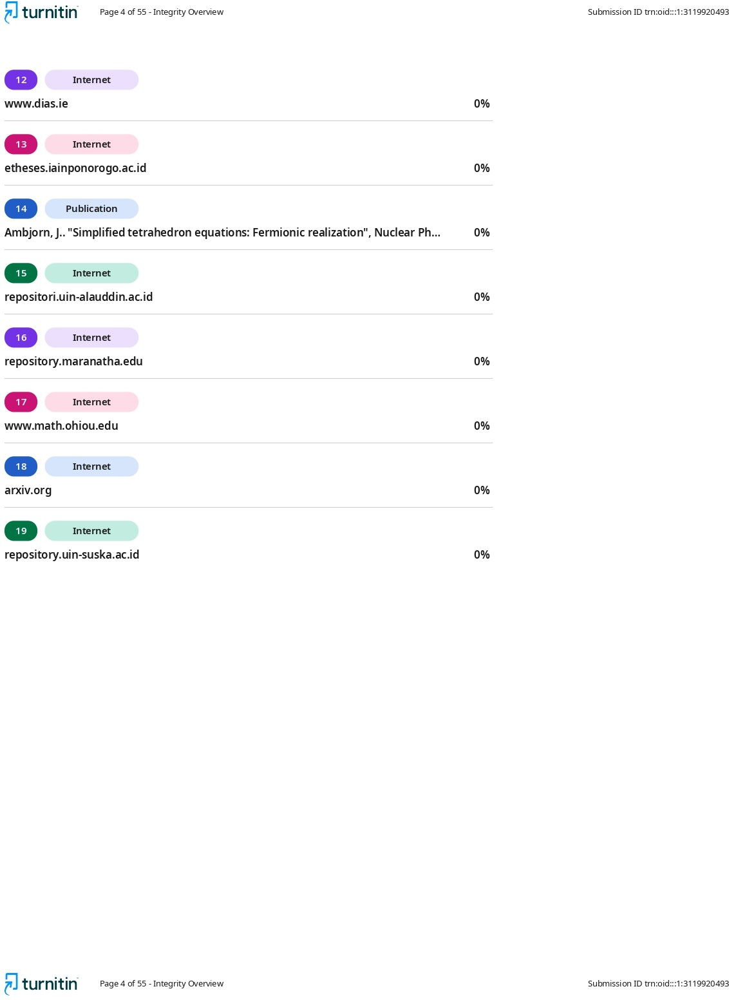 turnitin Page 4 of 55 - Integrity Overview Submission ID trn:oid:::1:3119920493
12 Internet
www.dias.ie 0%
13 Internet
etheses.iainponorogo.ac.id 0%
14 Publication
Ambjorn, J.. "Simplified tetrahedron equations: Fermionic realization", Nuclear Ph... 0%
15 Internet
repositori.uin-alauddin.ac.id 0%
16 Internet
repository.maranatha.edu 0%
17 Internet
www.math.ohiou.edu 0%
18 Internet
arxiv.org 0%
19 Internet
repository.uin-suska.ac.id 0%
turnitin Page 4 of 55 - Integrity Overview Submission ID trn:oid:::1:3119920493